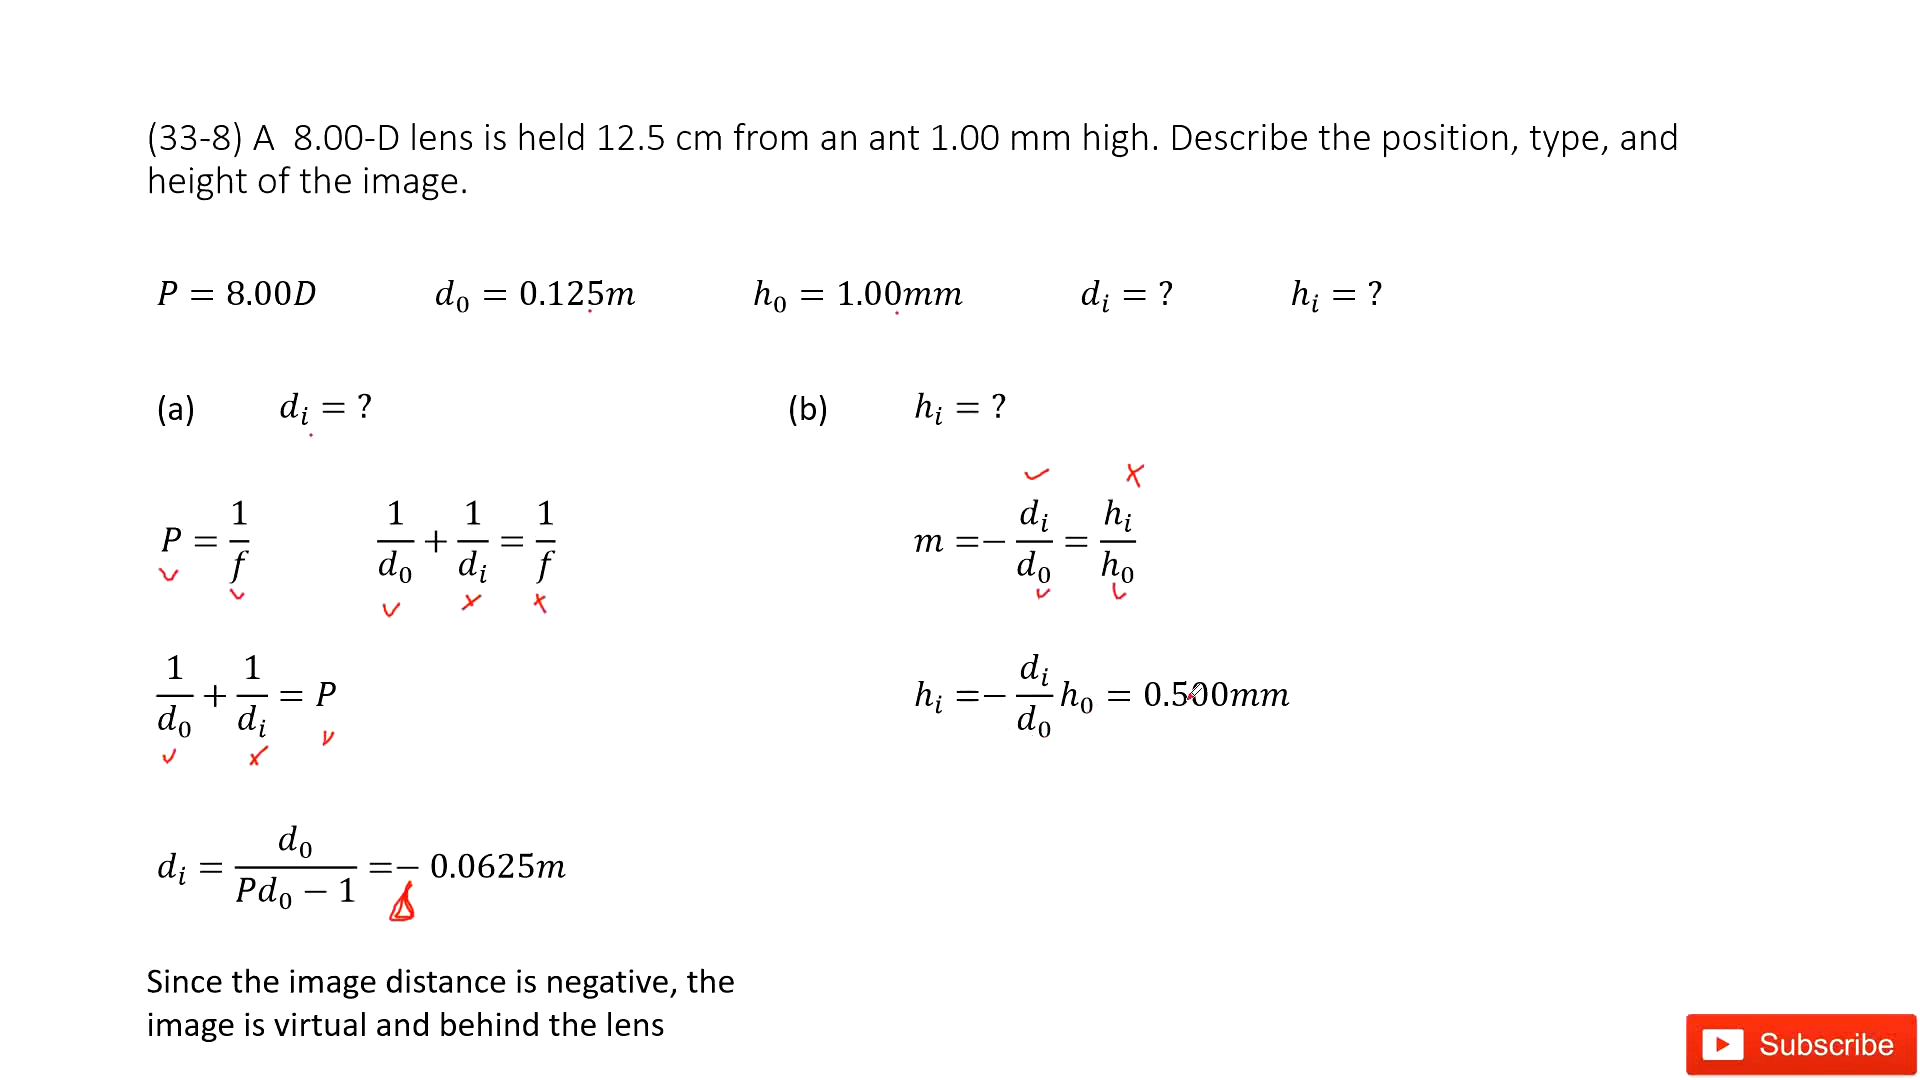 (33-8) A 8.00-D lens is held 12.5 cm from an ant 1.00 mm high. Describe the position, type, and
height of the image.
P = 8.00D d₀ = 0.125m h₀ = 1.00mm dᵢ = ? hᵢ = ?
(a) dᵢ = ? (b) hᵢ = ?
P = 1/f 1/d₀ + 1/dᵢ = 1/f m =− dᵢ/d₀ = hᵢ/h₀
1/d₀ + 1/dᵢ = P hᵢ =− dᵢ/d₀ h₀ = 0.500mm
dᵢ = d₀/(Pd₀ − 1) =− 0.0625m
Since the image distance is negative, the
image is virtual and behind the lens
Subscribe